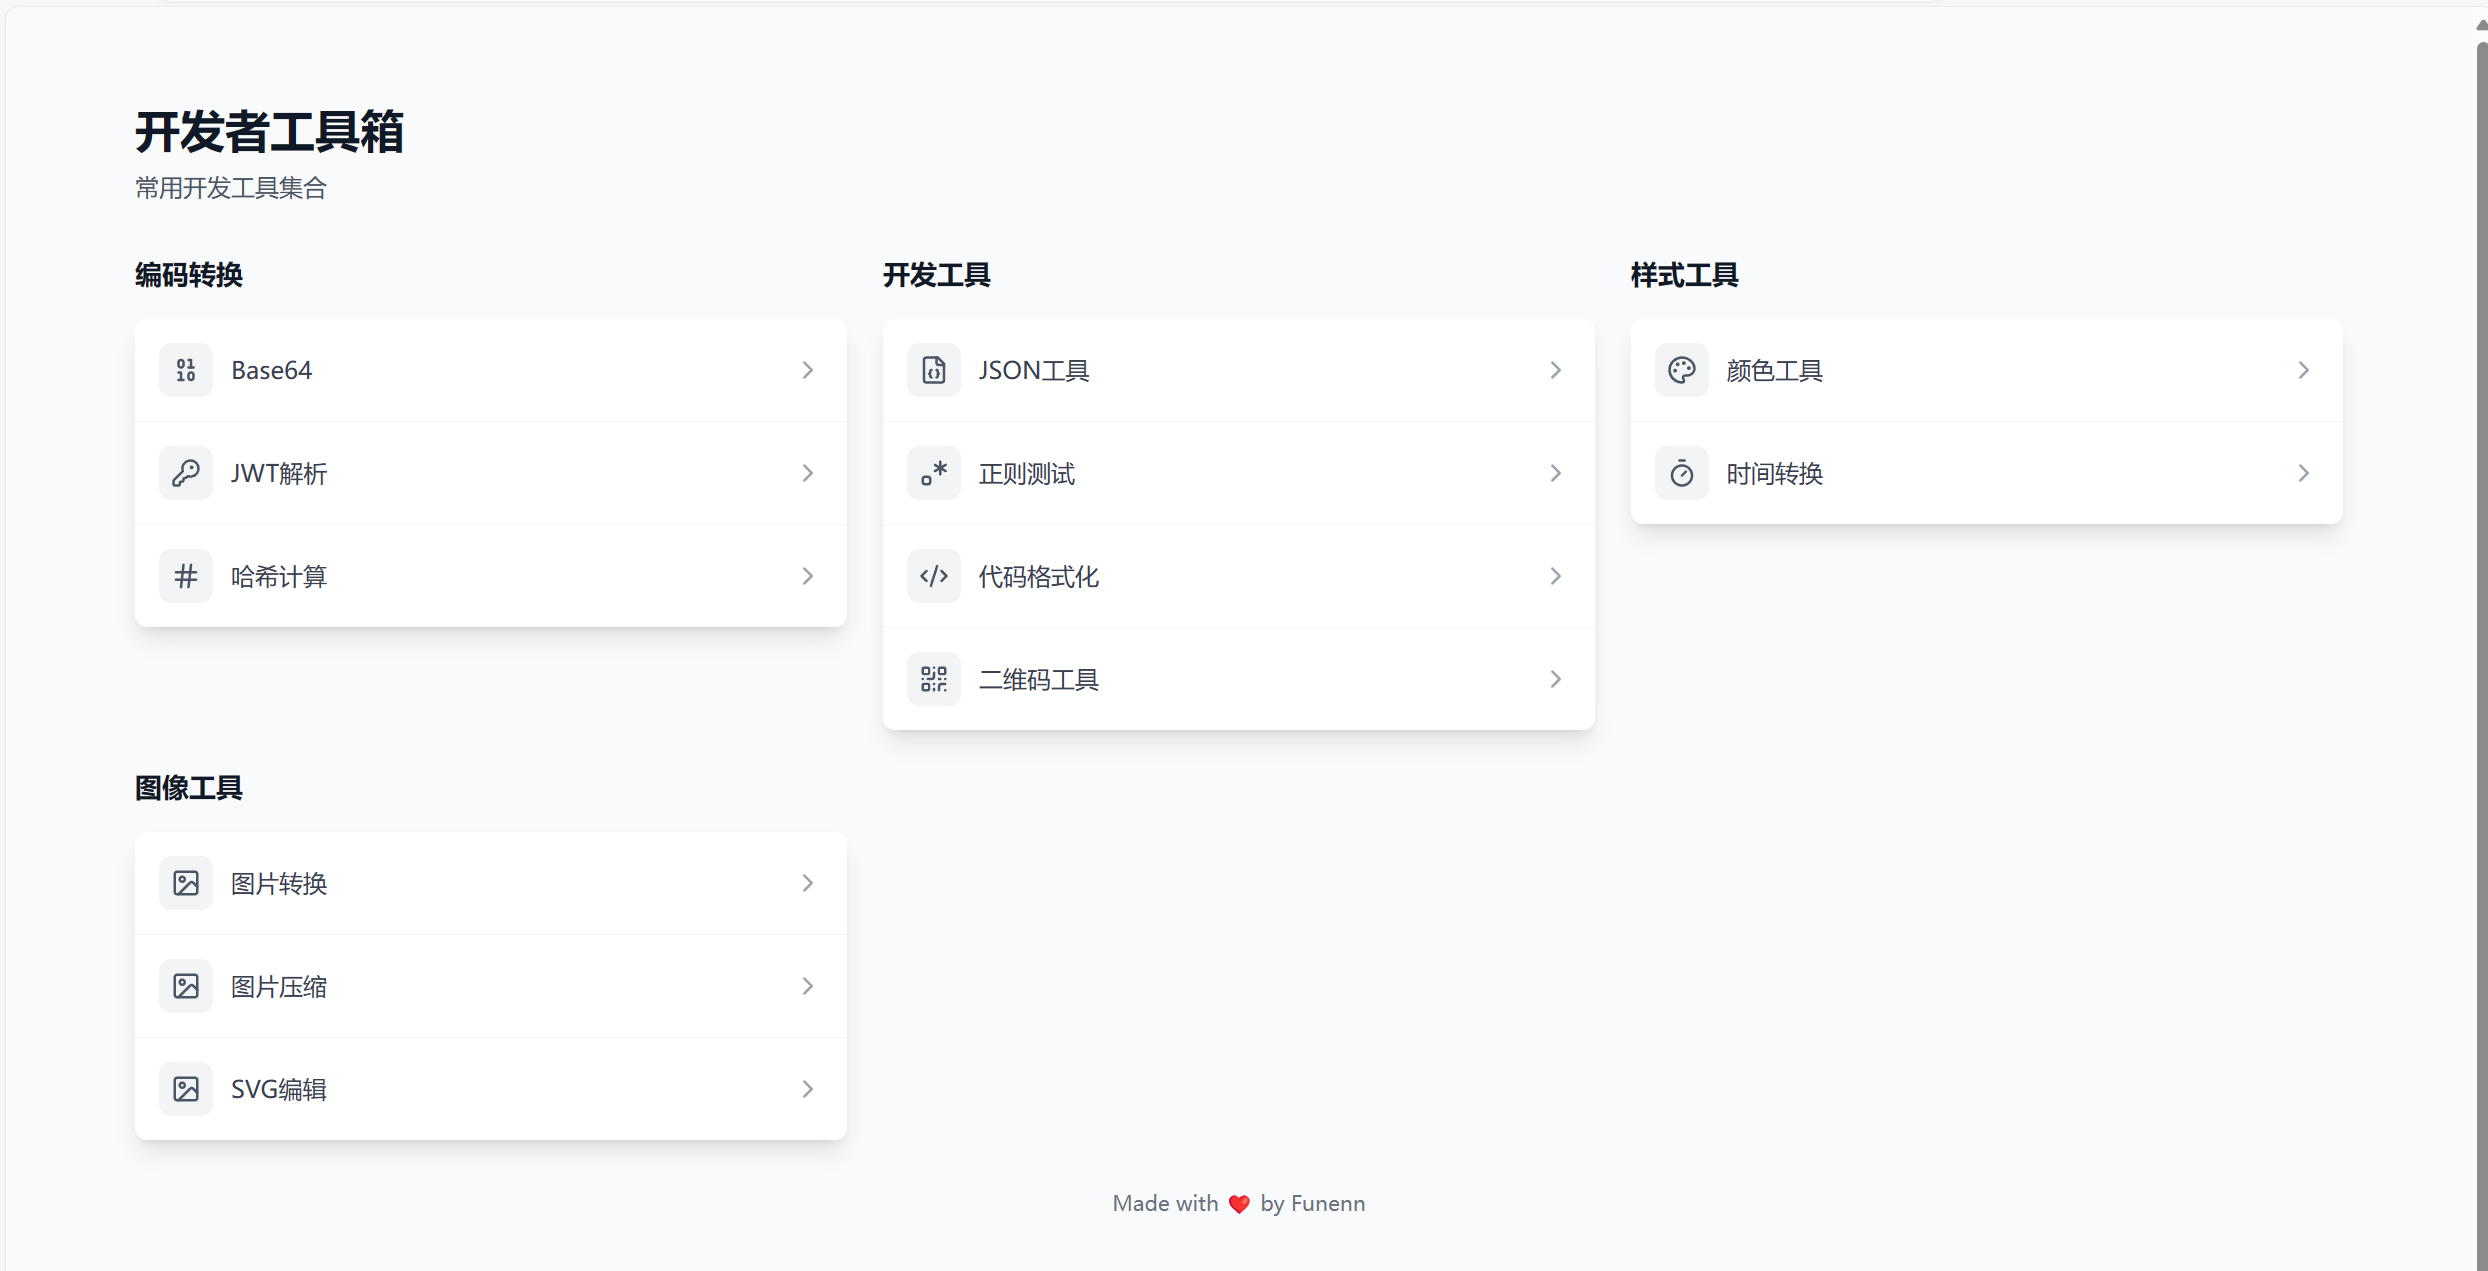 开发者工具箱
常用开发工具集合
编码转换
Base64
JWT解析
哈希计算
开发工具
JSON工具
正则测试
代码格式化
二维码工具
样式工具
颜色工具
时间转换
图像工具
图片转换
图片压缩
SVG编辑
Made with ❤️ by Funenn